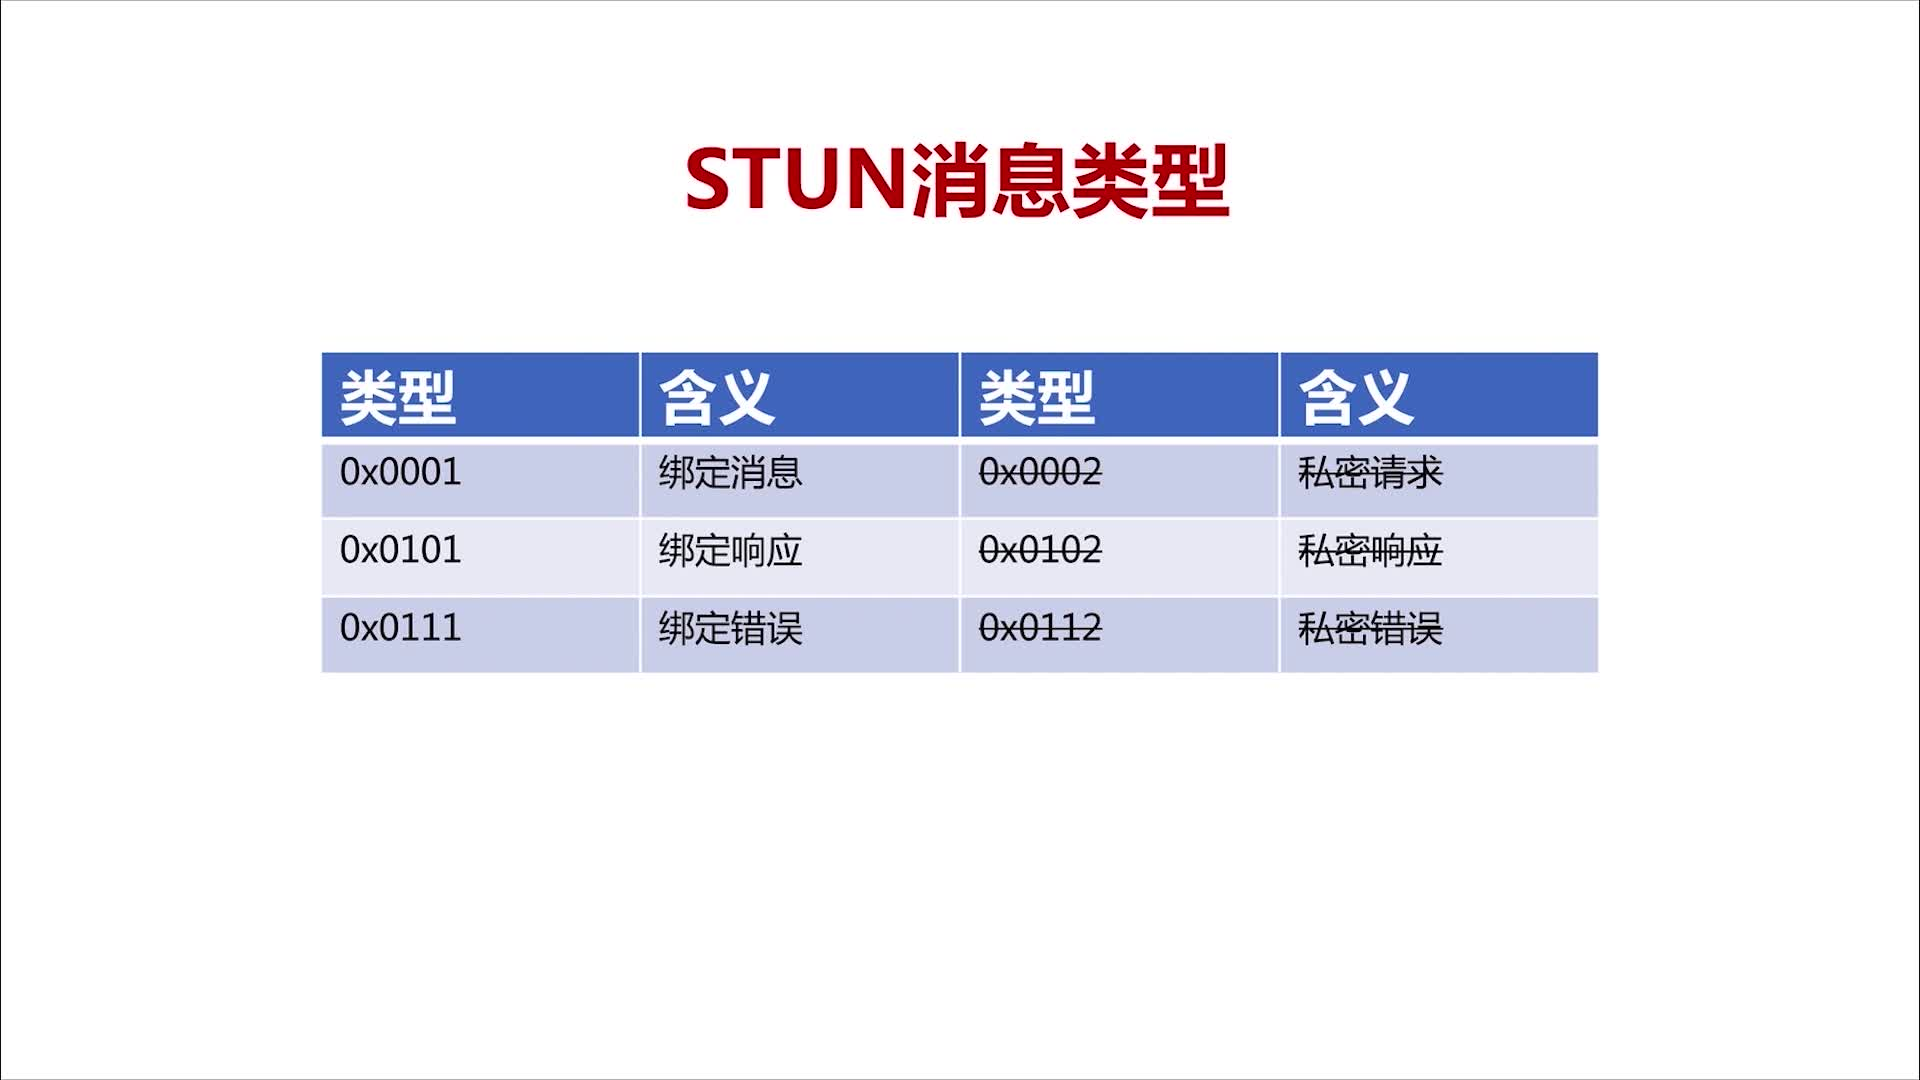 STUN消息类型
类型 含义 类型 含义
0x0001 绑定消息 0x0002 私密请求
0x0101 绑定响应 0x0102 私密响应
0x0111 绑定错误 0x0112 私密错误